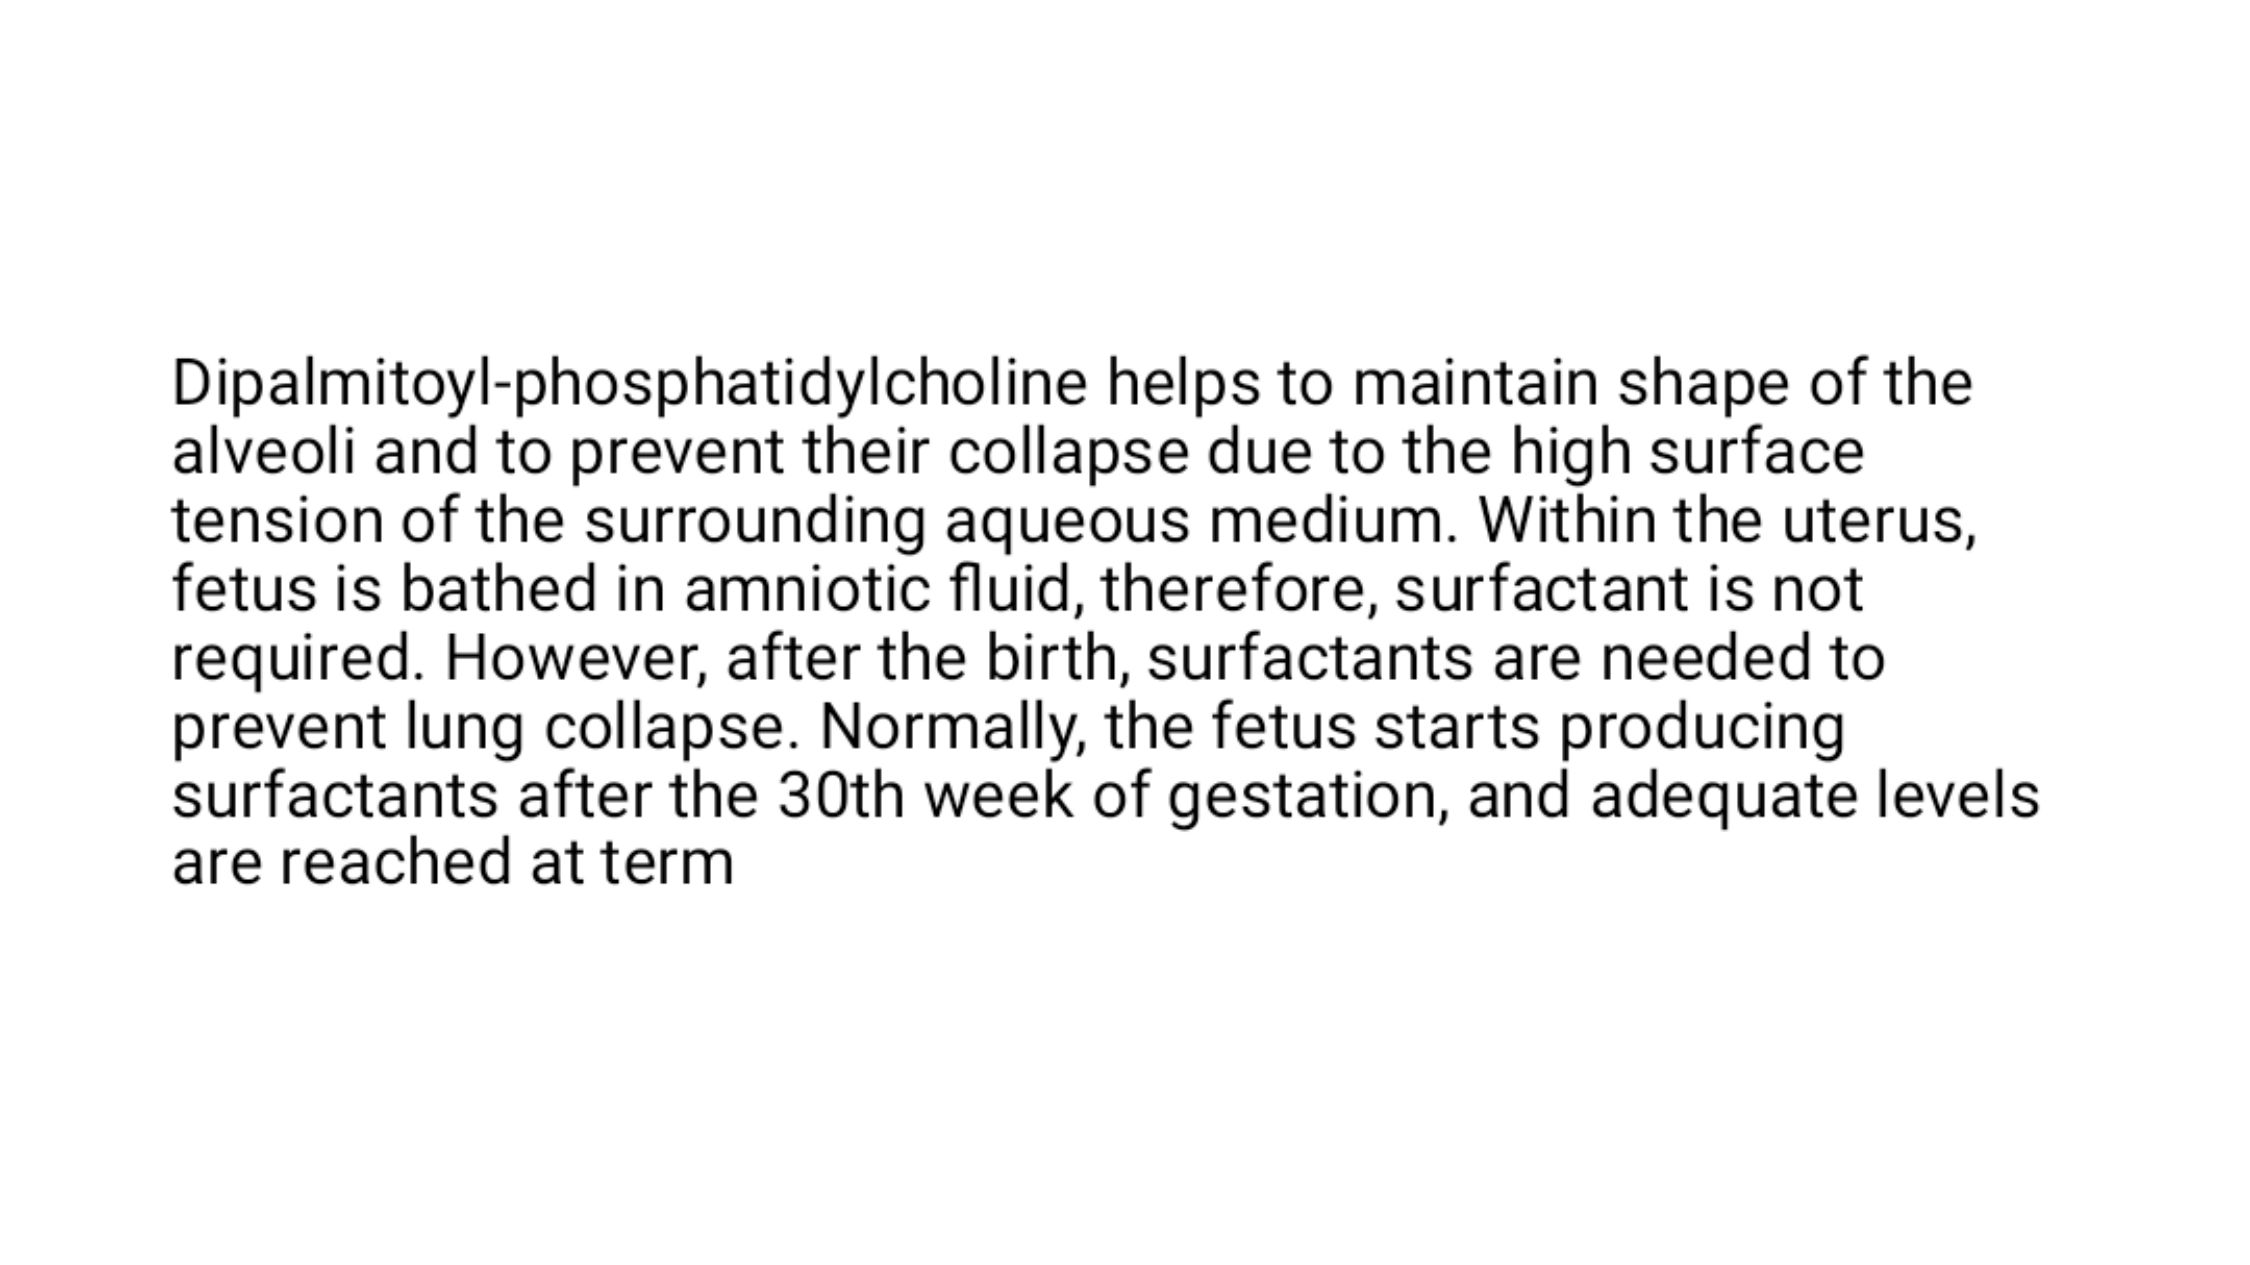 Dipalmitoyl-phosphatidylcholine helps to maintain shape of the
alveoli and to prevent their collapse due to the high surface
tension of the surrounding aqueous medium. Within the uterus,
fetus is bathed in amniotic fluid, therefore, surfactant is not
required. However, after the birth, surfactants are needed to
prevent lung collapse. Normally, the fetus starts producing
surfactants after the 30th week of gestation, and adequate levels
are reached at term